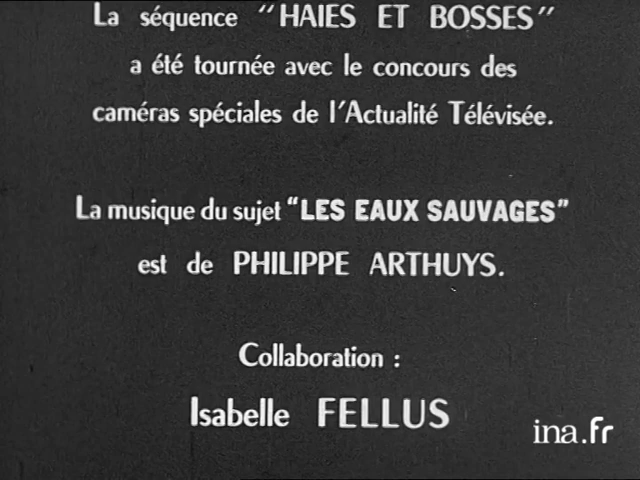 La séquence "HAIES ET BOSSES"
a été tournée avec le concours des
caméras spéciales de l'Actualité Télévisée.
La musique du sujet "LES EAUX SAUVAGES"
est de PHILIPPE ARTHUYS.
Collaboration :
Isabelle FELLUS
ina.fr